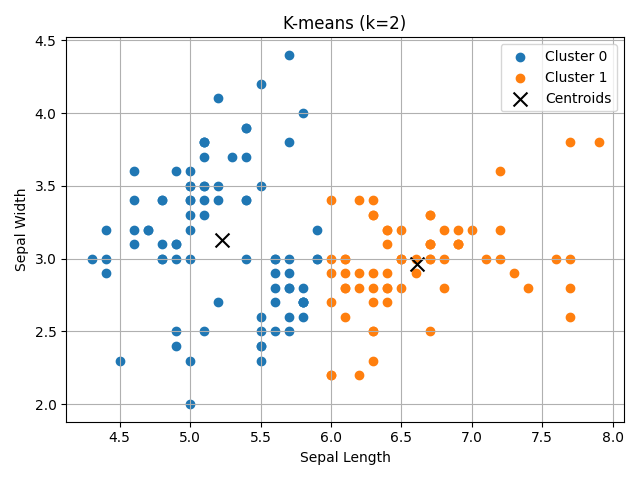 K-means (k=2)
Cluster 0
Cluster 1
Centroids
Sepal Width
4.5
4.0
3.5
3.0
2.5
2.0
4.5
5.0
5.5
6.0
6.5
7.0
7.5
8.0
Sepal Length